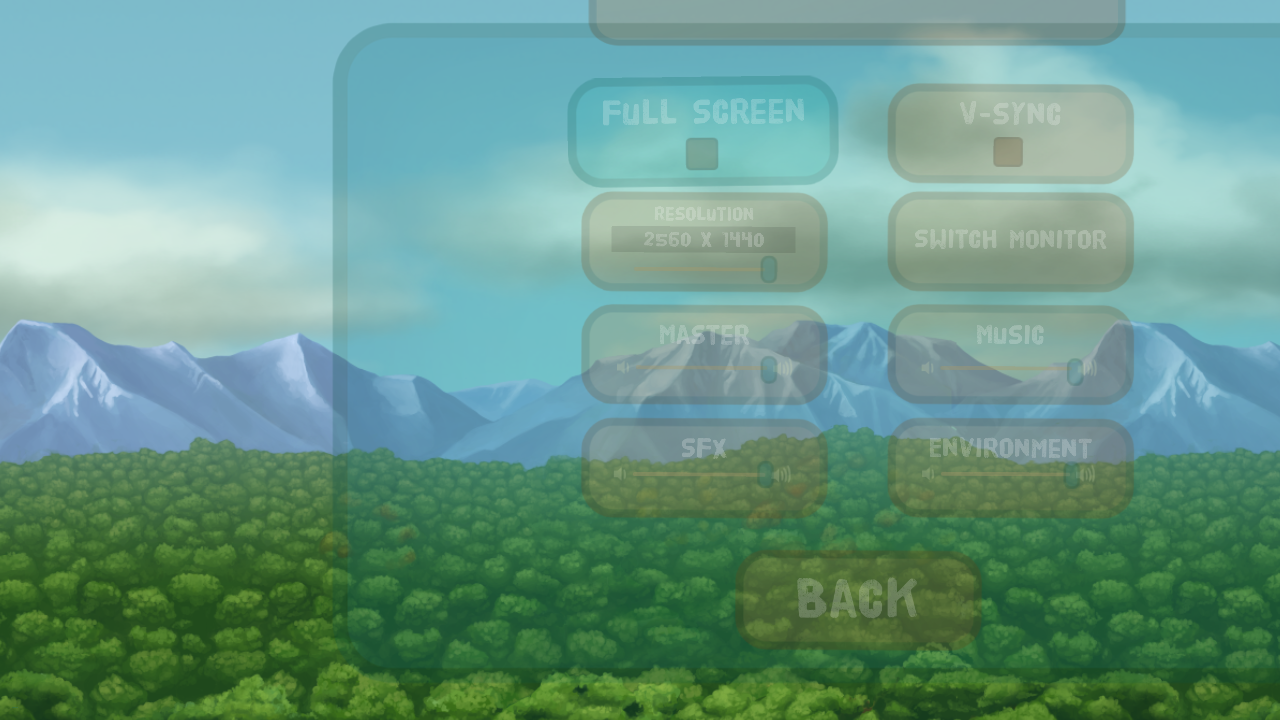 FULL SCREEN
V-SYNC
RESOLUTION
2560 X 1440
SWITCH MONITOR
MASTER
MUSIC
SFX
ENVIRONMENT
BACK